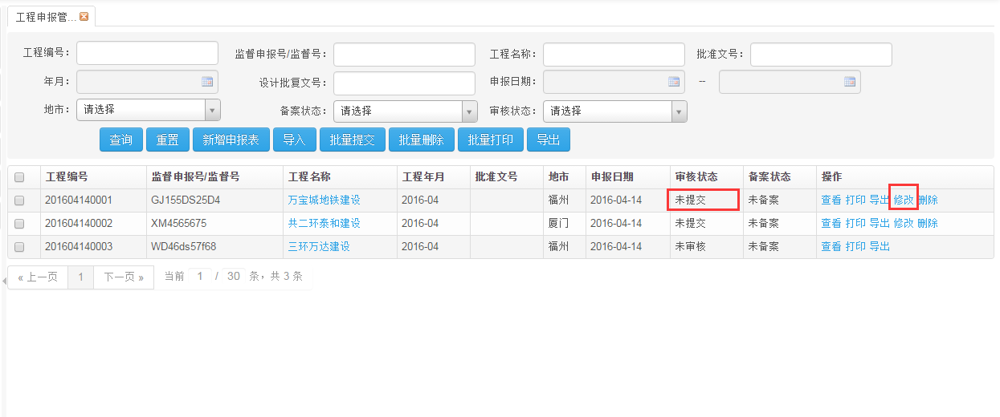 工程申报管...
工程编号： 监督申报号/监督号： 工程名称： 批准文号：
年月： 设计批复文号： 申报日期： --
地市： 请选择 备案状态： 请选择 审核状态： 请选择
查询 重置 新增申报表 导入 批量提交 批量删除 批量打印 导出
工程编号 监督申报号/监督号 工程名称 工程年月 批准文号 地市 申报日期 审核状态 备案状态 操作
201604140001 GJ155DS25D4 万宝城地铁建设 2016-04 福州 2016-04-14 未提交 未备案 查看 打印 导出 修改 删除
201604140002 XM4565675 共二环泰和建设 2016-04 厦门 2016-04-14 未提交 未备案 查看 打印 导出 修改 删除
201604140003 WD46ds57f68 三环万达建设 2016-04 福州 2016-04-14 未审核 未备案 查看 打印 导出
« 上一页 1 下一页 » 当前 1 / 30 条，共 3 条